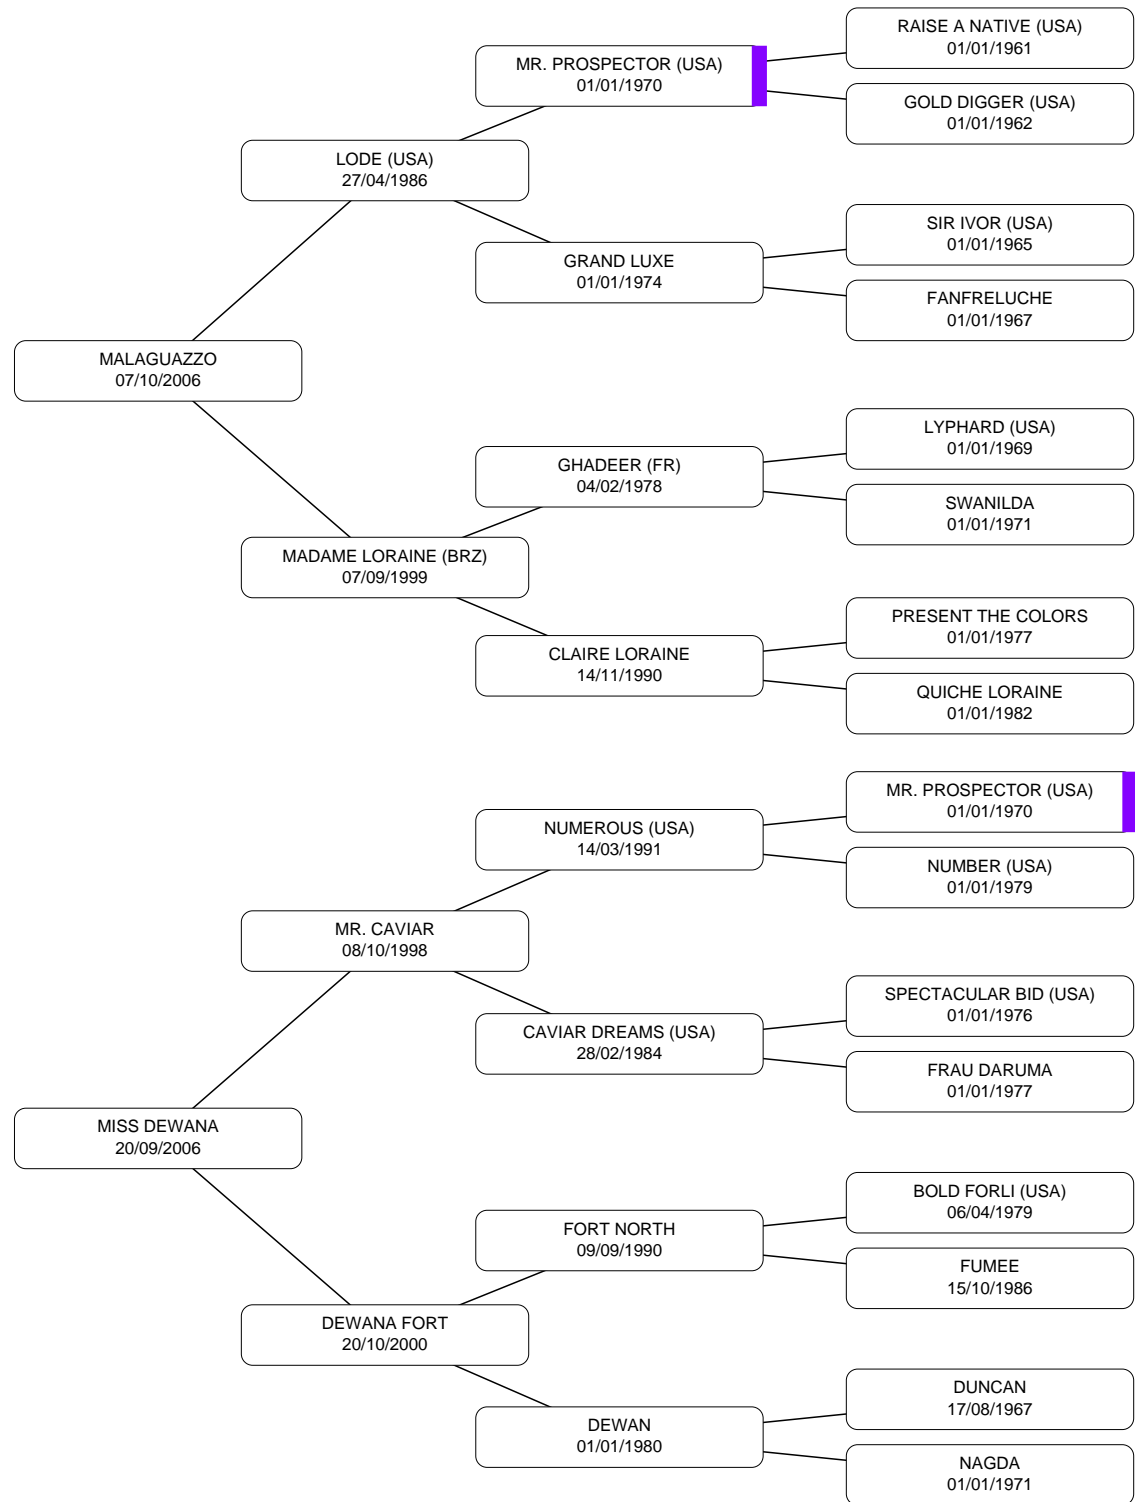 RAISE A NATIVE (USA)
01/01/1961
MR. PROSPECTOR (USA)
01/01/1970
GOLD DIGGER (USA)
01/01/1962
LODE (USA)
27/04/1986
SIR IVOR (USA)
01/01/1965
GRAND LUXE
01/01/1974
FANFRELUCHE
01/01/1967
MALAGUAZZO
07/10/2006
LYPHARD (USA)
01/01/1969
GHADEER (FR)
04/02/1978
SWANILDA
01/01/1971
MADAME LORAINE (BRZ)
07/09/1999
PRESENT THE COLORS
01/01/1977
CLAIRE LORAINE
14/11/1990
QUICHE LORAINE
01/01/1982
MR. PROSPECTOR (USA)
01/01/1970
NUMEROUS (USA)
14/03/1991
NUMBER (USA)
01/01/1979
MR. CAVIAR
08/10/1998
SPECTACULAR BID (USA)
01/01/1976
CAVIAR DREAMS (USA)
28/02/1984
FRAU DARUMA
01/01/1977
MISS DEWANA
20/09/2006
BOLD FORLI (USA)
06/04/1979
FORT NORTH
09/09/1990
FUMEE
15/10/1986
DEWANA FORT
20/10/2000
DUNCAN
17/08/1967
DEWAN
01/01/1980
NAGDA
01/01/1971